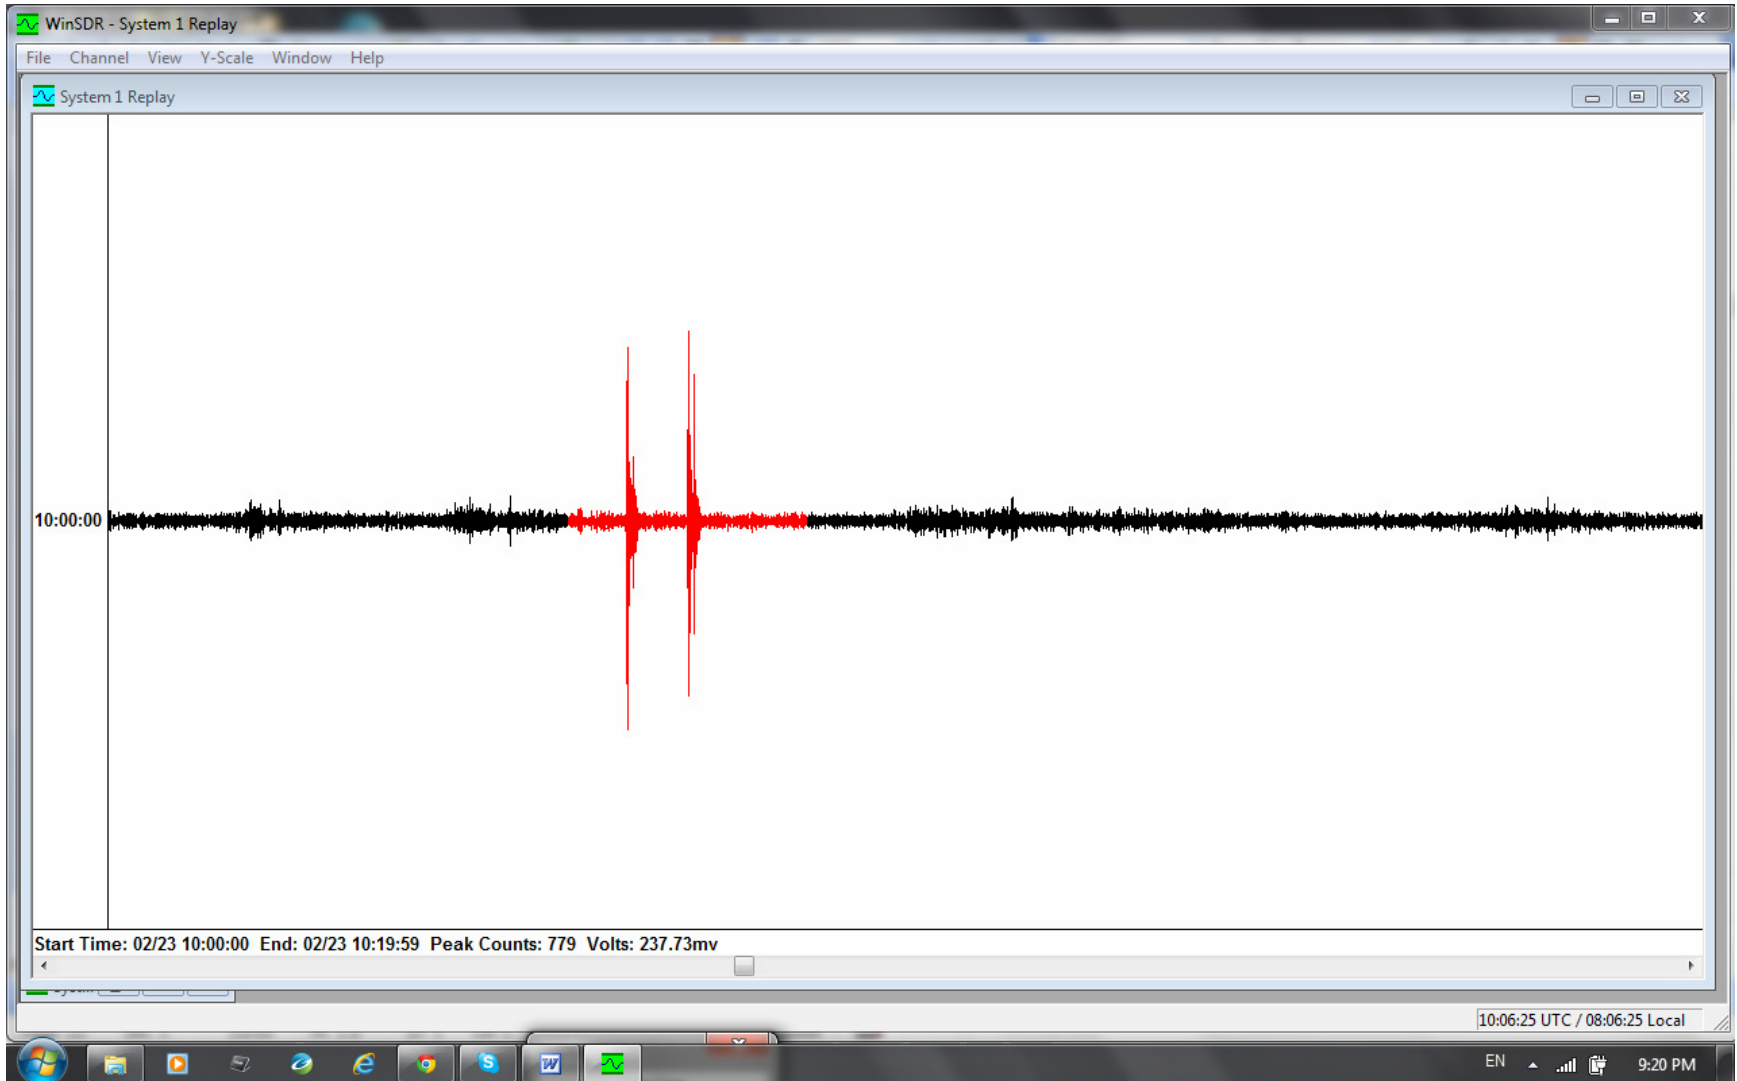 WinSDR - System 1 Replay
File Channel View Y-Scale Window Help
System 1 Replay
10:00:00
Start Time: 02/23 10:00:00 End: 02/23 10:19:59 Peak Counts: 779 Volts: 237.73mv
10:06:25 UTC / 08:06:25 Local
EN 9:20 PM